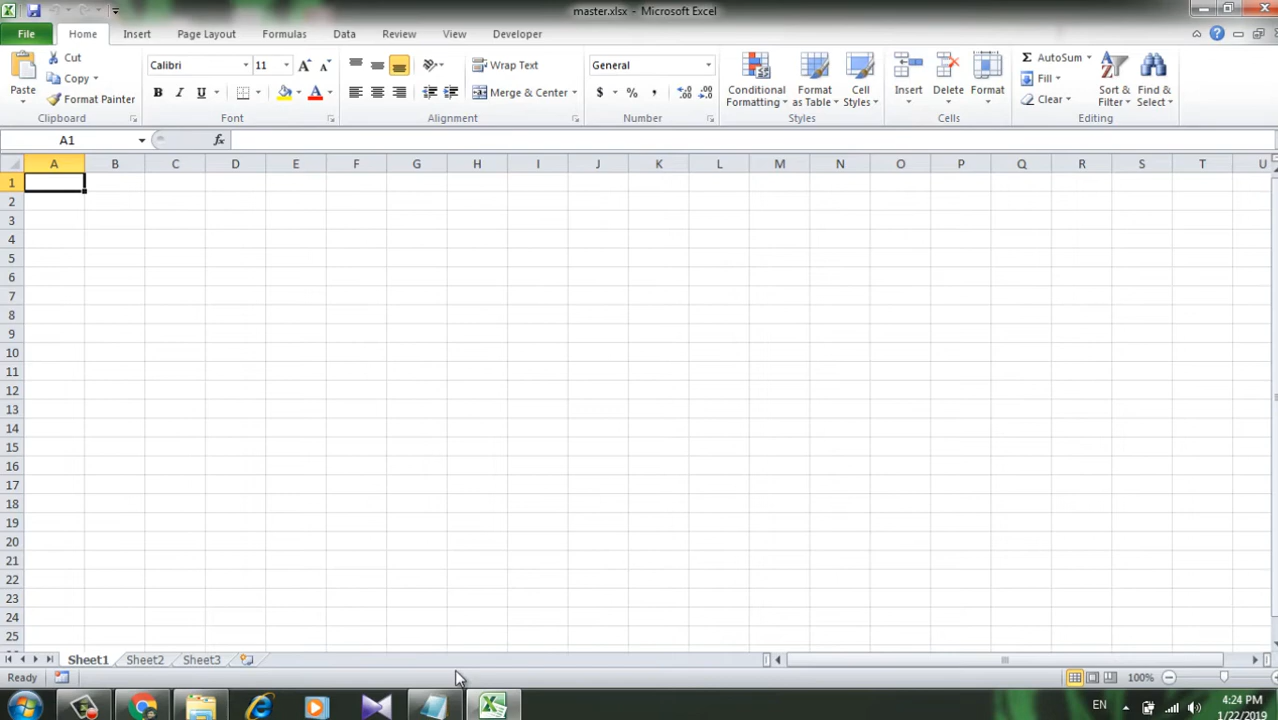 master.xlsx - Microsoft Excel
File Home Insert Page Layout Formulas Data Review View Developer
Cut
Copy
Format Painter
Paste
Clipboard
Calibri 11
B I U A
Font
Wrap Text
Merge & Center
Alignment
General
$ % ,
Number
Conditional Formatting
Format as Table
Cell Styles
Styles
Insert Delete Format
Cells
Σ AutoSum
Fill
Clear
Sort & Filter
Find & Select
Editing
A1 fx
A B C D E F G H I J K L M N O P Q R S T U
1
2
3
4
5
6
7
8
9
10
11
12
13
14
15
16
17
18
19
20
21
22
23
24
25
Sheet1 Sheet2 Sheet3
Ready 100%
EN 4:24 PM
1/22/2019